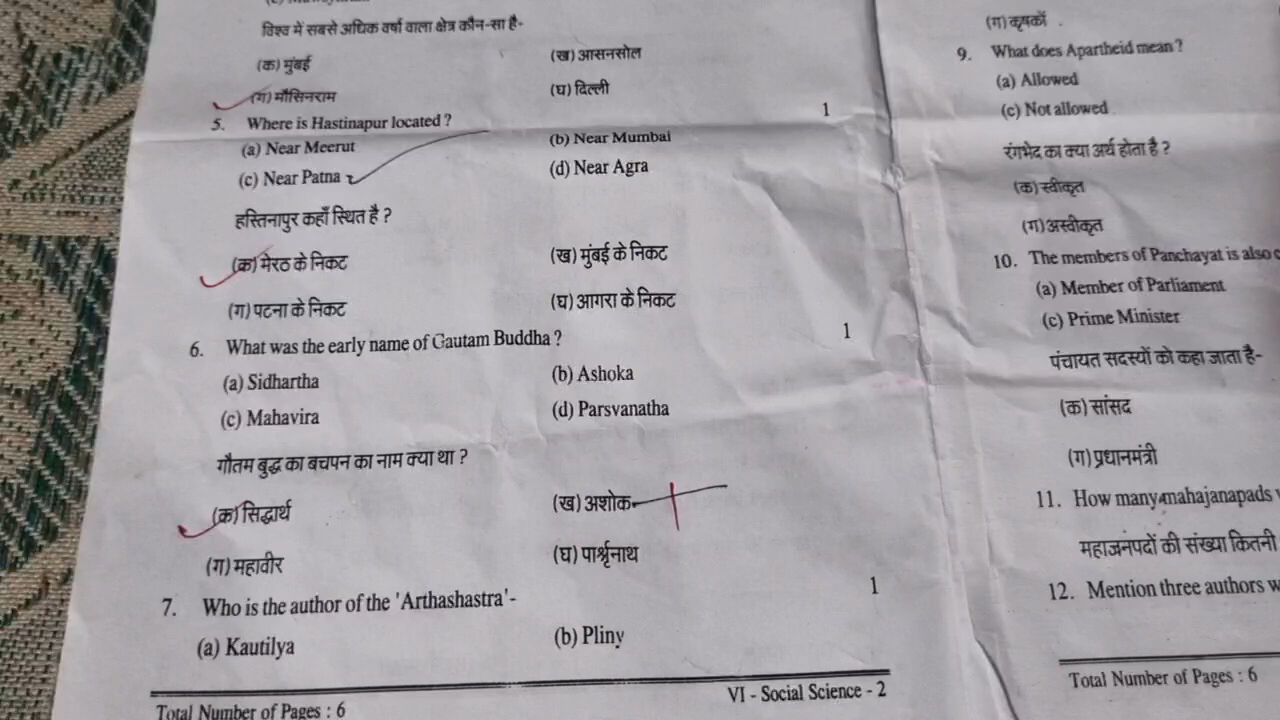 विश्व में सबसे अधिक वर्षा वाला क्षेत्र कौन-सा है-
(क) मुंबई (ख) आसनसोल
(ग) मौसिनराम (घ) दिल्ली
5. Where is Hastinapur located ? 1
(a) Near Meerut (b) Near Mumbai
(c) Near Patna (d) Near Agra
हस्तिनापुर कहाँ स्थित है ?
(क) मेरठ के निकट (ख) मुंबई के निकट
(ग) पटना के निकट (घ) आगरा के निकट
6. What was the early name of Gautam Buddha ? 1
(a) Sidhartha (b) Ashoka
(c) Mahavira (d) Parsvanatha
गौतम बुद्ध का बचपन का नाम क्या था ?
(क) सिद्धार्थ (ख) अशोक
(ग) महावीर (घ) पार्श्वनाथ
7. Who is the author of the 'Arthashastra'- 1
(a) Kautilya (b) Pliny
VI - Social Science - 2
Total Number of Pages : 6
(ग) कृषकों
9. What does Apartheid mean ?
(a) Allowed
(c) Not allowed
रंगभेद का क्या अर्थ होता है ?
(क) स्वीकृत
(ग) अस्वीकृत
10. The members of Panchayat is also
(a) Member of Parliament
(c) Prime Minister
पंचायत सदस्यों को कहा जाता है-
(क) सांसद
(ग) प्रधानमंत्री
11. How many mahajanapads
महाजनपदों की संख्या कितनी
12. Mention three authors
Total Number of Pages : 6